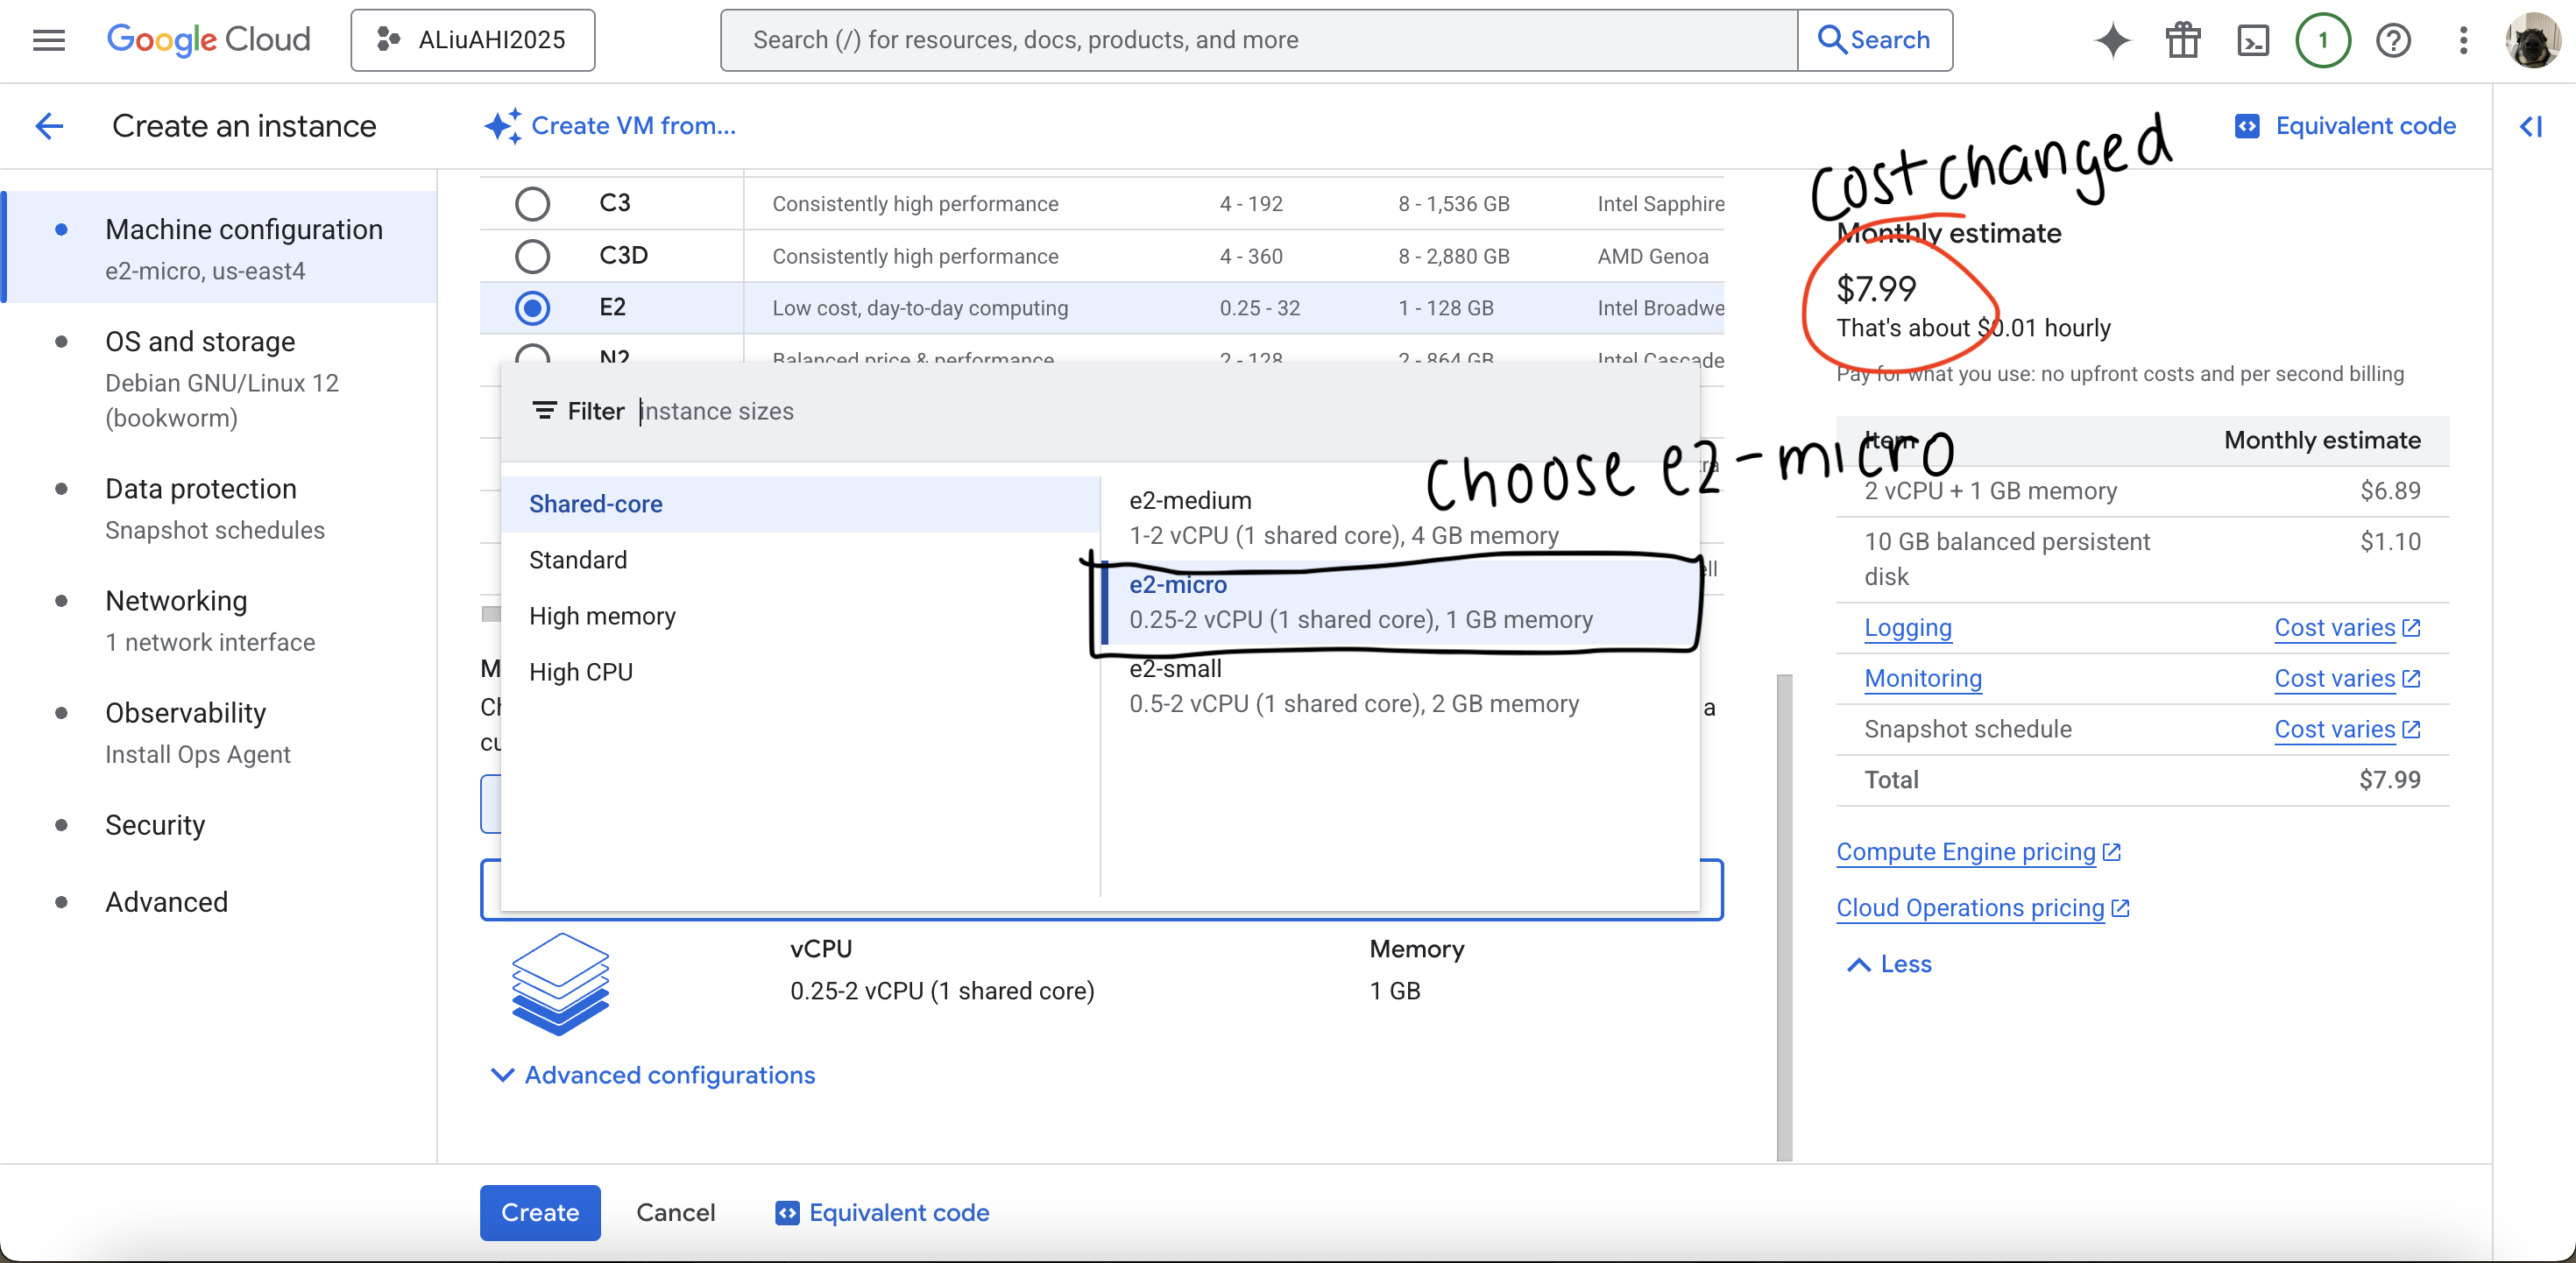 Google Cloud
ALiuAHI2025
Search (/) for resources, docs, products, and more
Search
1
Create an instance
Create VM from...
Equivalent code
Machine configuration
e2-micro, us-east4
OS and storage
Debian GNU/Linux 12
(bookworm)
Data protection
Snapshot schedules
Networking
1 network interface
Observability
Install Ops Agent
Security
Advanced
C3 Consistently high performance 4 - 192 8 - 1,536 GB Intel Sapphire
C3D Consistently high performance 4 - 360 8 - 2,880 GB AMD Genoa
E2 Low cost, day-to-day computing 0.25 - 32 1 - 128 GB Intel Broadwe
N2 Balanced price & performance 2 - 128 2 - 864 GB Intel Cascade
Filter instance sizes
Shared-core
Standard
High memory
High CPU
choose e2-micro
e2-medium
1-2 vCPU (1 shared core), 4 GB memory
e2-micro
0.25-2 vCPU (1 shared core), 1 GB memory
e2-small
0.5-2 vCPU (1 shared core), 2 GB memory
a
vCPU
0.25-2 vCPU (1 shared core)
Memory
1 GB
Advanced configurations
Create
Cancel
Equivalent code
Cost changed
Monthly estimate
$7.99
That's about $0.01 hourly
Pay for what you use: no upfront costs and per second billing
Item Monthly estimate
2 vCPU + 1 GB memory $6.89
10 GB balanced persistent $1.10
disk
Logging Cost varies
Monitoring Cost varies
Snapshot schedule Cost varies
Total $7.99
Compute Engine pricing
Cloud Operations pricing
Less